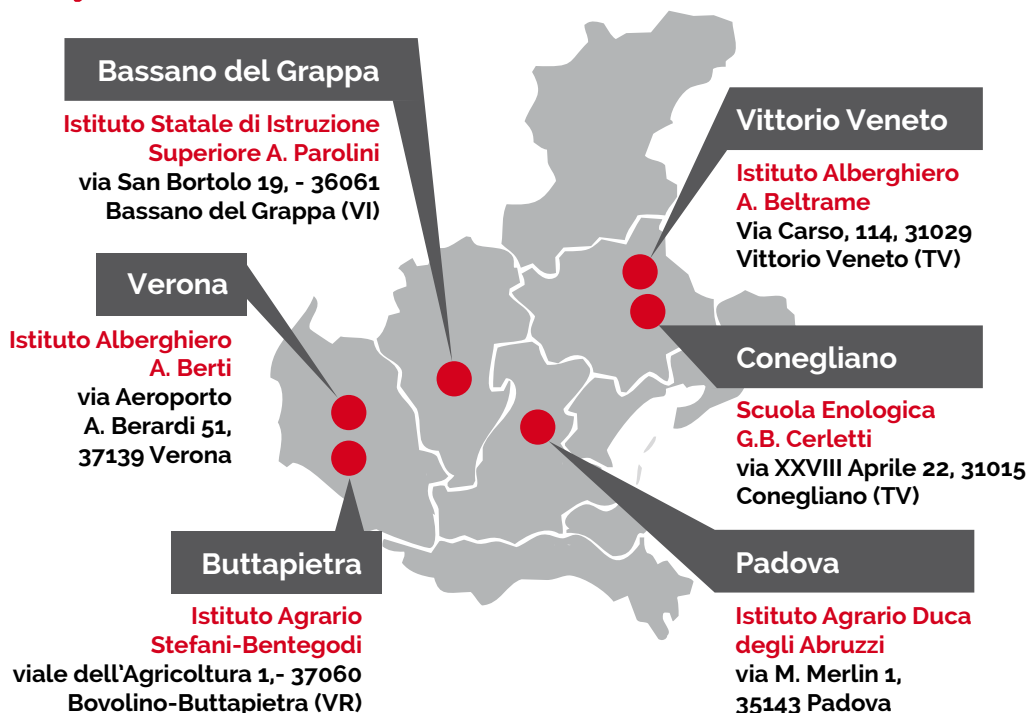 Bassano del Grappa
Istituto Statale di Istruzione
Superiore A. Parolini
via San Bortolo 19, - 36061
Bassano del Grappa (VI)
Verona
Istituto Alberghiero
A. Berti
via Aeroporto
A. Berardi 51,
37139 Verona
Buttapietra
Istituto Agrario
Stefani-Bentegodi
viale dell'Agricoltura 1,- 37060
Bovolino-Buttapietra (VR)
Vittorio Veneto
Istituto Alberghiero
A. Beltrame
Via Carso, 114, 31029
Vittorio Veneto (TV)
Conegliano
Scuola Enologica
G.B. Cerletti
via XXVIII Aprile 22, 31015
Conegliano (TV)
Padova
Istituto Agrario Duca
degli Abruzzi
via M. Merlin 1,
35143 Padova